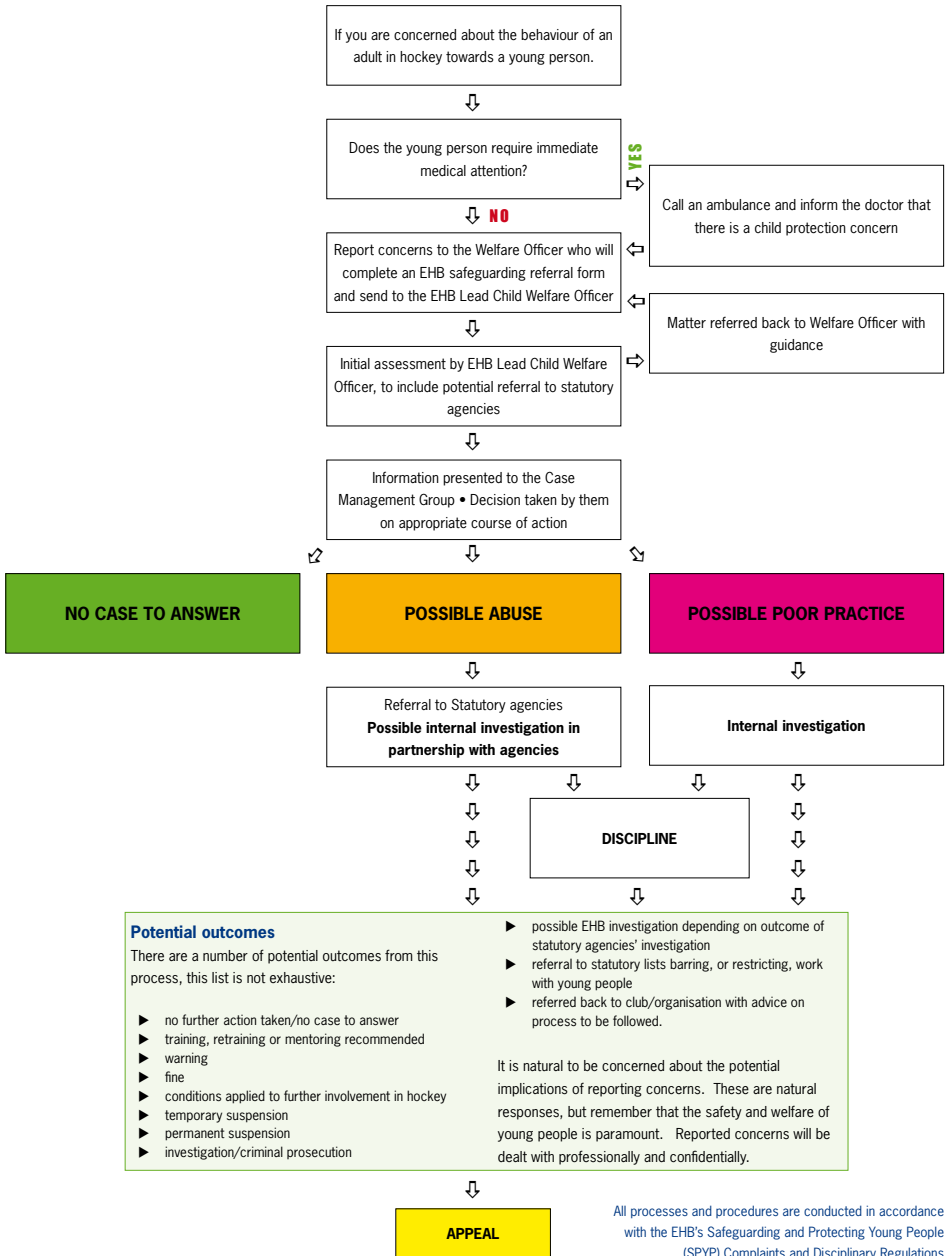 If you are concerned about the behaviour of an
adult in hockey towards a young person.
Does the young person require immediate
medical attention?
YES
Call an ambulance and inform the doctor that
there is a child protection concern
NO
Report concerns to the Welfare Officer who will
complete an EHB safeguarding referral form
and send to the EHB Lead Child Welfare Officer
Matter referred back to Welfare Officer with
guidance
Initial assessment by EHB Lead Child Welfare
Officer, to include potential referral to statutory
agencies
Information presented to the Case
Management Group • Decision taken by them
on appropriate course of action
NO CASE TO ANSWER
POSSIBLE ABUSE
POSSIBLE POOR PRACTICE
Referral to Statutory agencies
Possible internal investigation in
partnership with agencies
Internal investigation
DISCIPLINE
Potential outcomes
There are a number of potential outcomes from this
process, this list is not exhaustive:
▶ no further action taken/no case to answer
▶ training, retraining or mentoring recommended
▶ warning
▶ fine
▶ conditions applied to further involvement in hockey
▶ temporary suspension
▶ permanent suspension
▶ investigation/criminal prosecution
▶ possible EHB investigation depending on outcome of
statutory agencies' investigation
▶ referral to statutory lists barring, or restricting, work
with young people
▶ referred back to club/organisation with advice on
process to be followed.
It is natural to be concerned about the potential
implications of reporting concerns. These are natural
responses, but remember that the safety and welfare of
young people is paramount. Reported concerns will be
dealt with professionally and confidentially.
APPEAL
All processes and procedures are conducted in accordance
with the EHB's Safeguarding and Protecting Young People
(SPYP) Complaints and Disciplinary Regulations